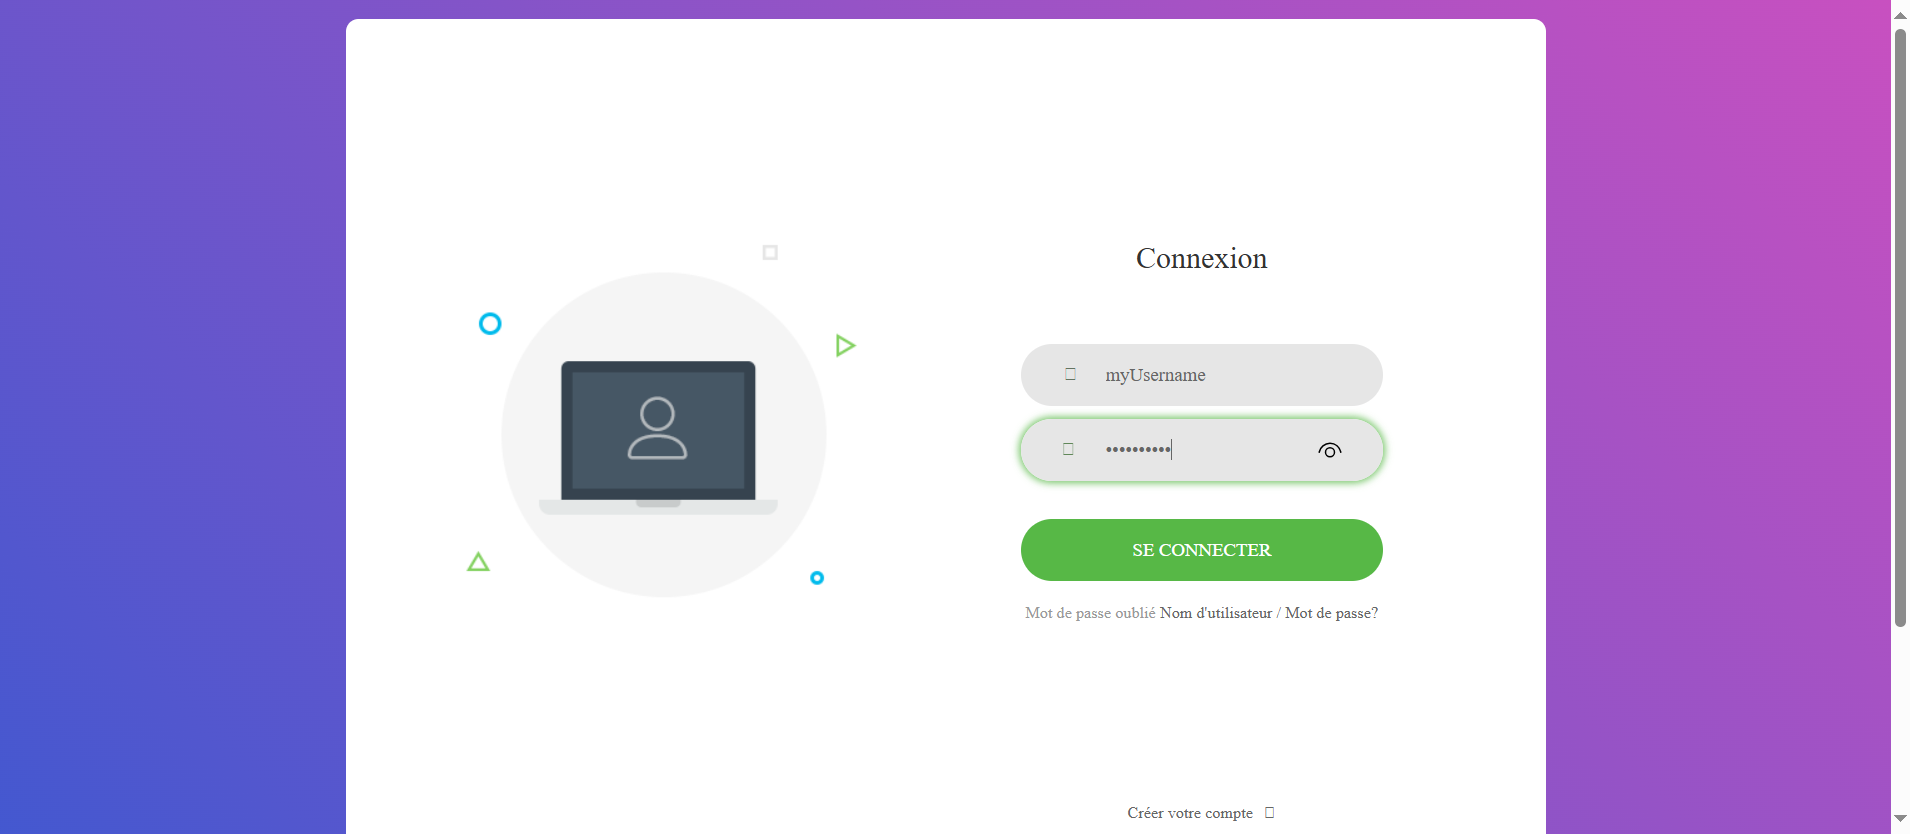 Connexion
myUsername
••••••••••
SE CONNECTER
Mot de passe oublié Nom d'utilisateur / Mot de passe?
Créer votre compte